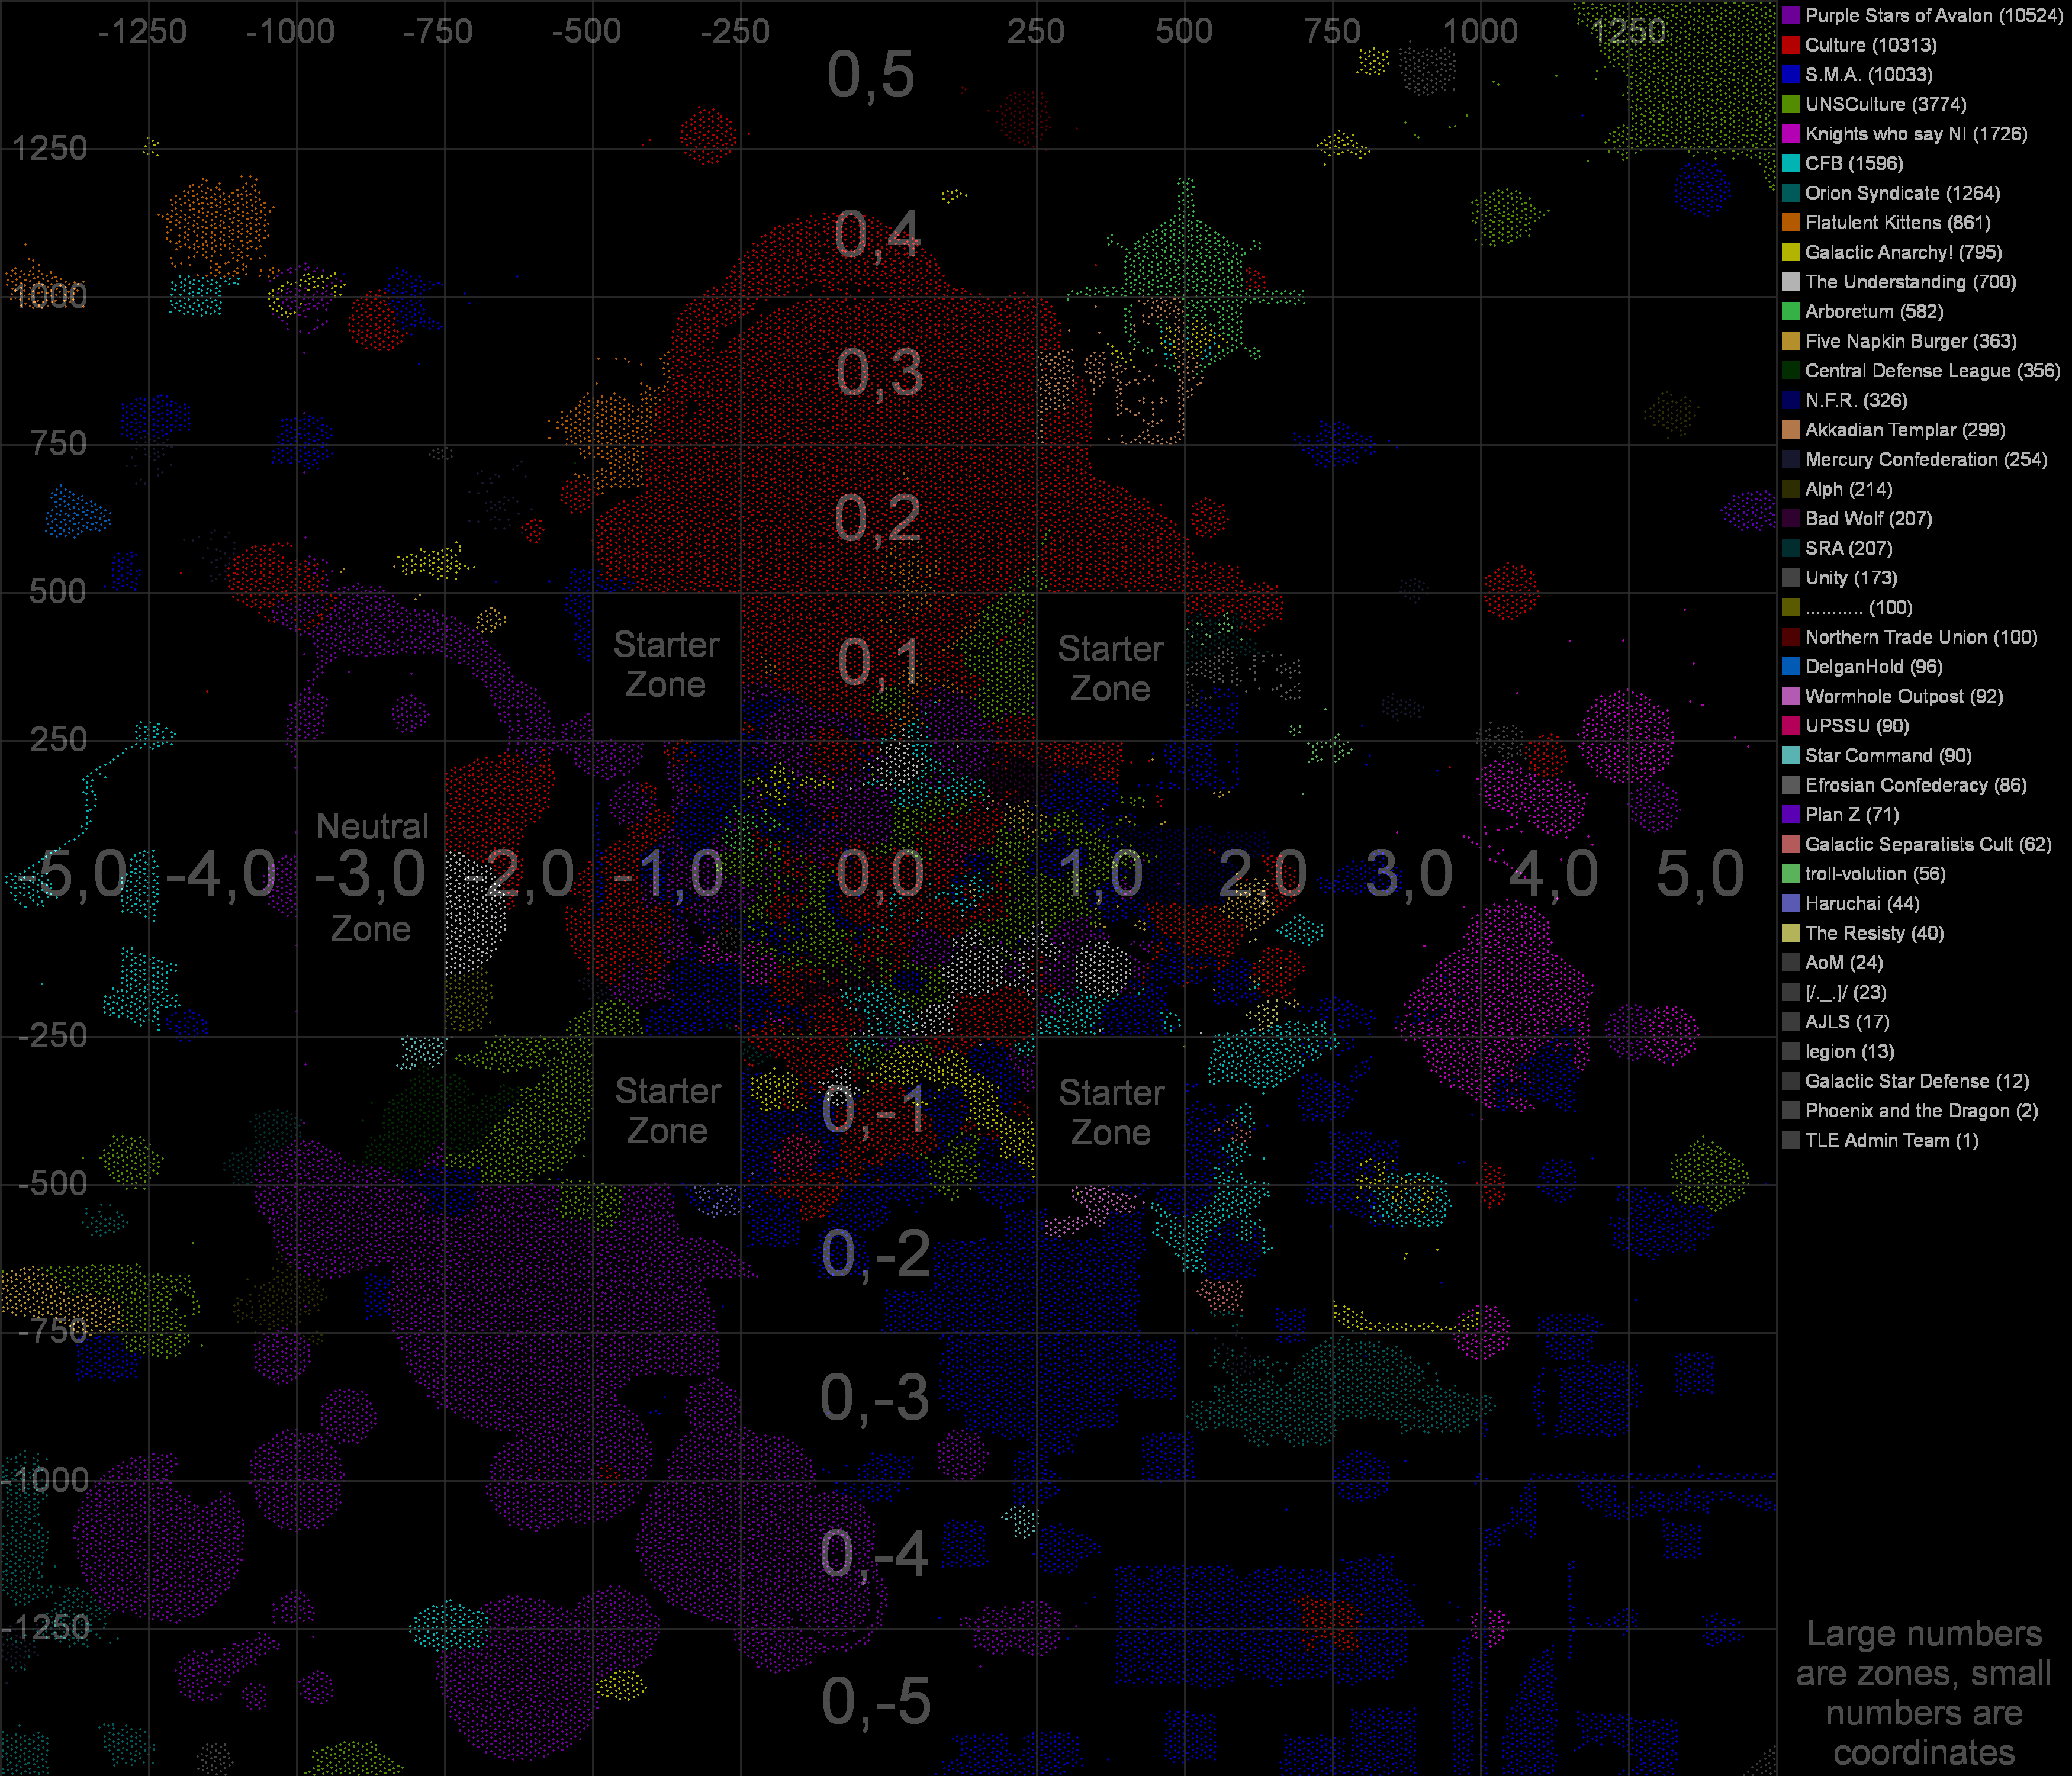 -1250 -1000 -750 -500 -250 250 500 750 1000 1250
0,5
1250
0,4
1000
0,3
750
0,2
500
Starter Zone
Starter Zone
0,1
250
Neutral
-5,0 -4,0 -3,0 -2,0 -1,0 0,0 1,0 2,0 3,0 4,0 5,0
Zone
-250
Starter Zone
Starter Zone
0,-1
-500
0,-2
-750
0,-3
-1000
0,-4
-1250
0,-5
Purple Stars of Avalon (10524)
Culture (10313)
S.M.A. (10033)
UNSCulture (3774)
Knights who say NI (1726)
CFB (1596)
Orion Syndicate (1264)
Flatulent Kittens (861)
Galactic Anarchy! (795)
The Understanding (700)
Arboretum (582)
Five Napkin Burger (363)
Central Defense League (356)
N.F.R. (326)
Akkadian Templar (299)
Mercury Confederation (254)
Alph (214)
Bad Wolf (207)
SRA (207)
Unity (173)
........... (100)
Northern Trade Union (100)
DelganHold (96)
Wormhole Outpost (92)
UPSSU (90)
Star Command (90)
Efrosian Confederacy (86)
Plan Z (71)
Galactic Separatists Cult (62)
troll-volution (56)
Haruchai (44)
The Resisty (40)
AoM (24)
[/._.]/ (23)
AJLS (17)
legion (13)
Galactic Star Defense (12)
Phoenix and the Dragon (2)
TLE Admin Team (1)
Large numbers
are zones, small
numbers are
coordinates